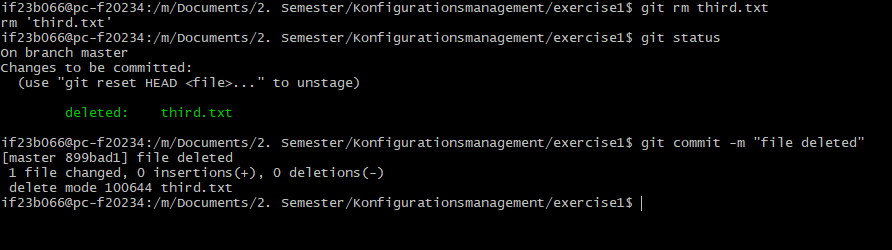 if23b066@pc-f20234:/m/Documents/2. Semester/Konfigurationsmanagement/exercise1$ git rm third.txt
rm 'third.txt'
if23b066@pc-f20234:/m/Documents/2. Semester/Konfigurationsmanagement/exercise1$ git status
On branch master
Changes to be committed:
  (use "git reset HEAD <file>..." to unstage)
        deleted:    third.txt
if23b066@pc-f20234:/m/Documents/2. Semester/Konfigurationsmanagement/exercise1$ git commit -m "file deleted"
[master 899bad1] file deleted
 1 file changed, 0 insertions(+), 0 deletions(-)
 delete mode 100644 third.txt
if23b066@pc-f20234:/m/Documents/2. Semester/Konfigurationsmanagement/exercise1$